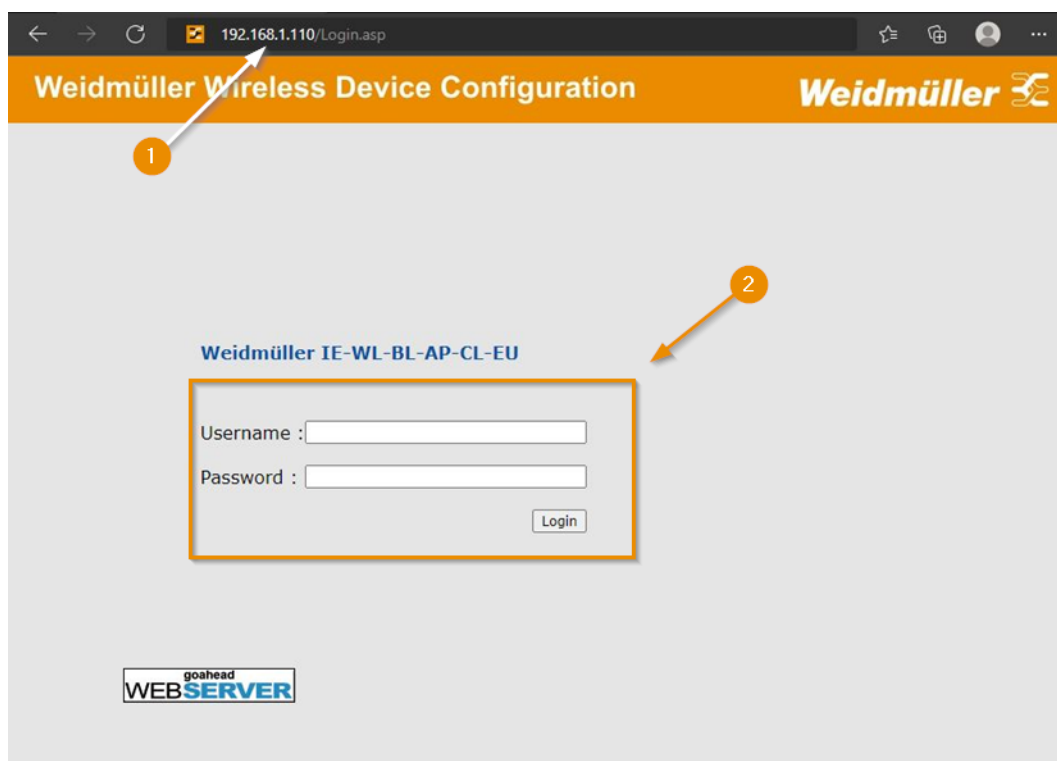 192.168.1.110/Login.asp
Weidmüller Wireless Device Configuration
Weidmüller
1
2
Weidmüller IE-WL-BL-AP-CL-EU
Username :
Password :
Login
goahead
WEBSERVER